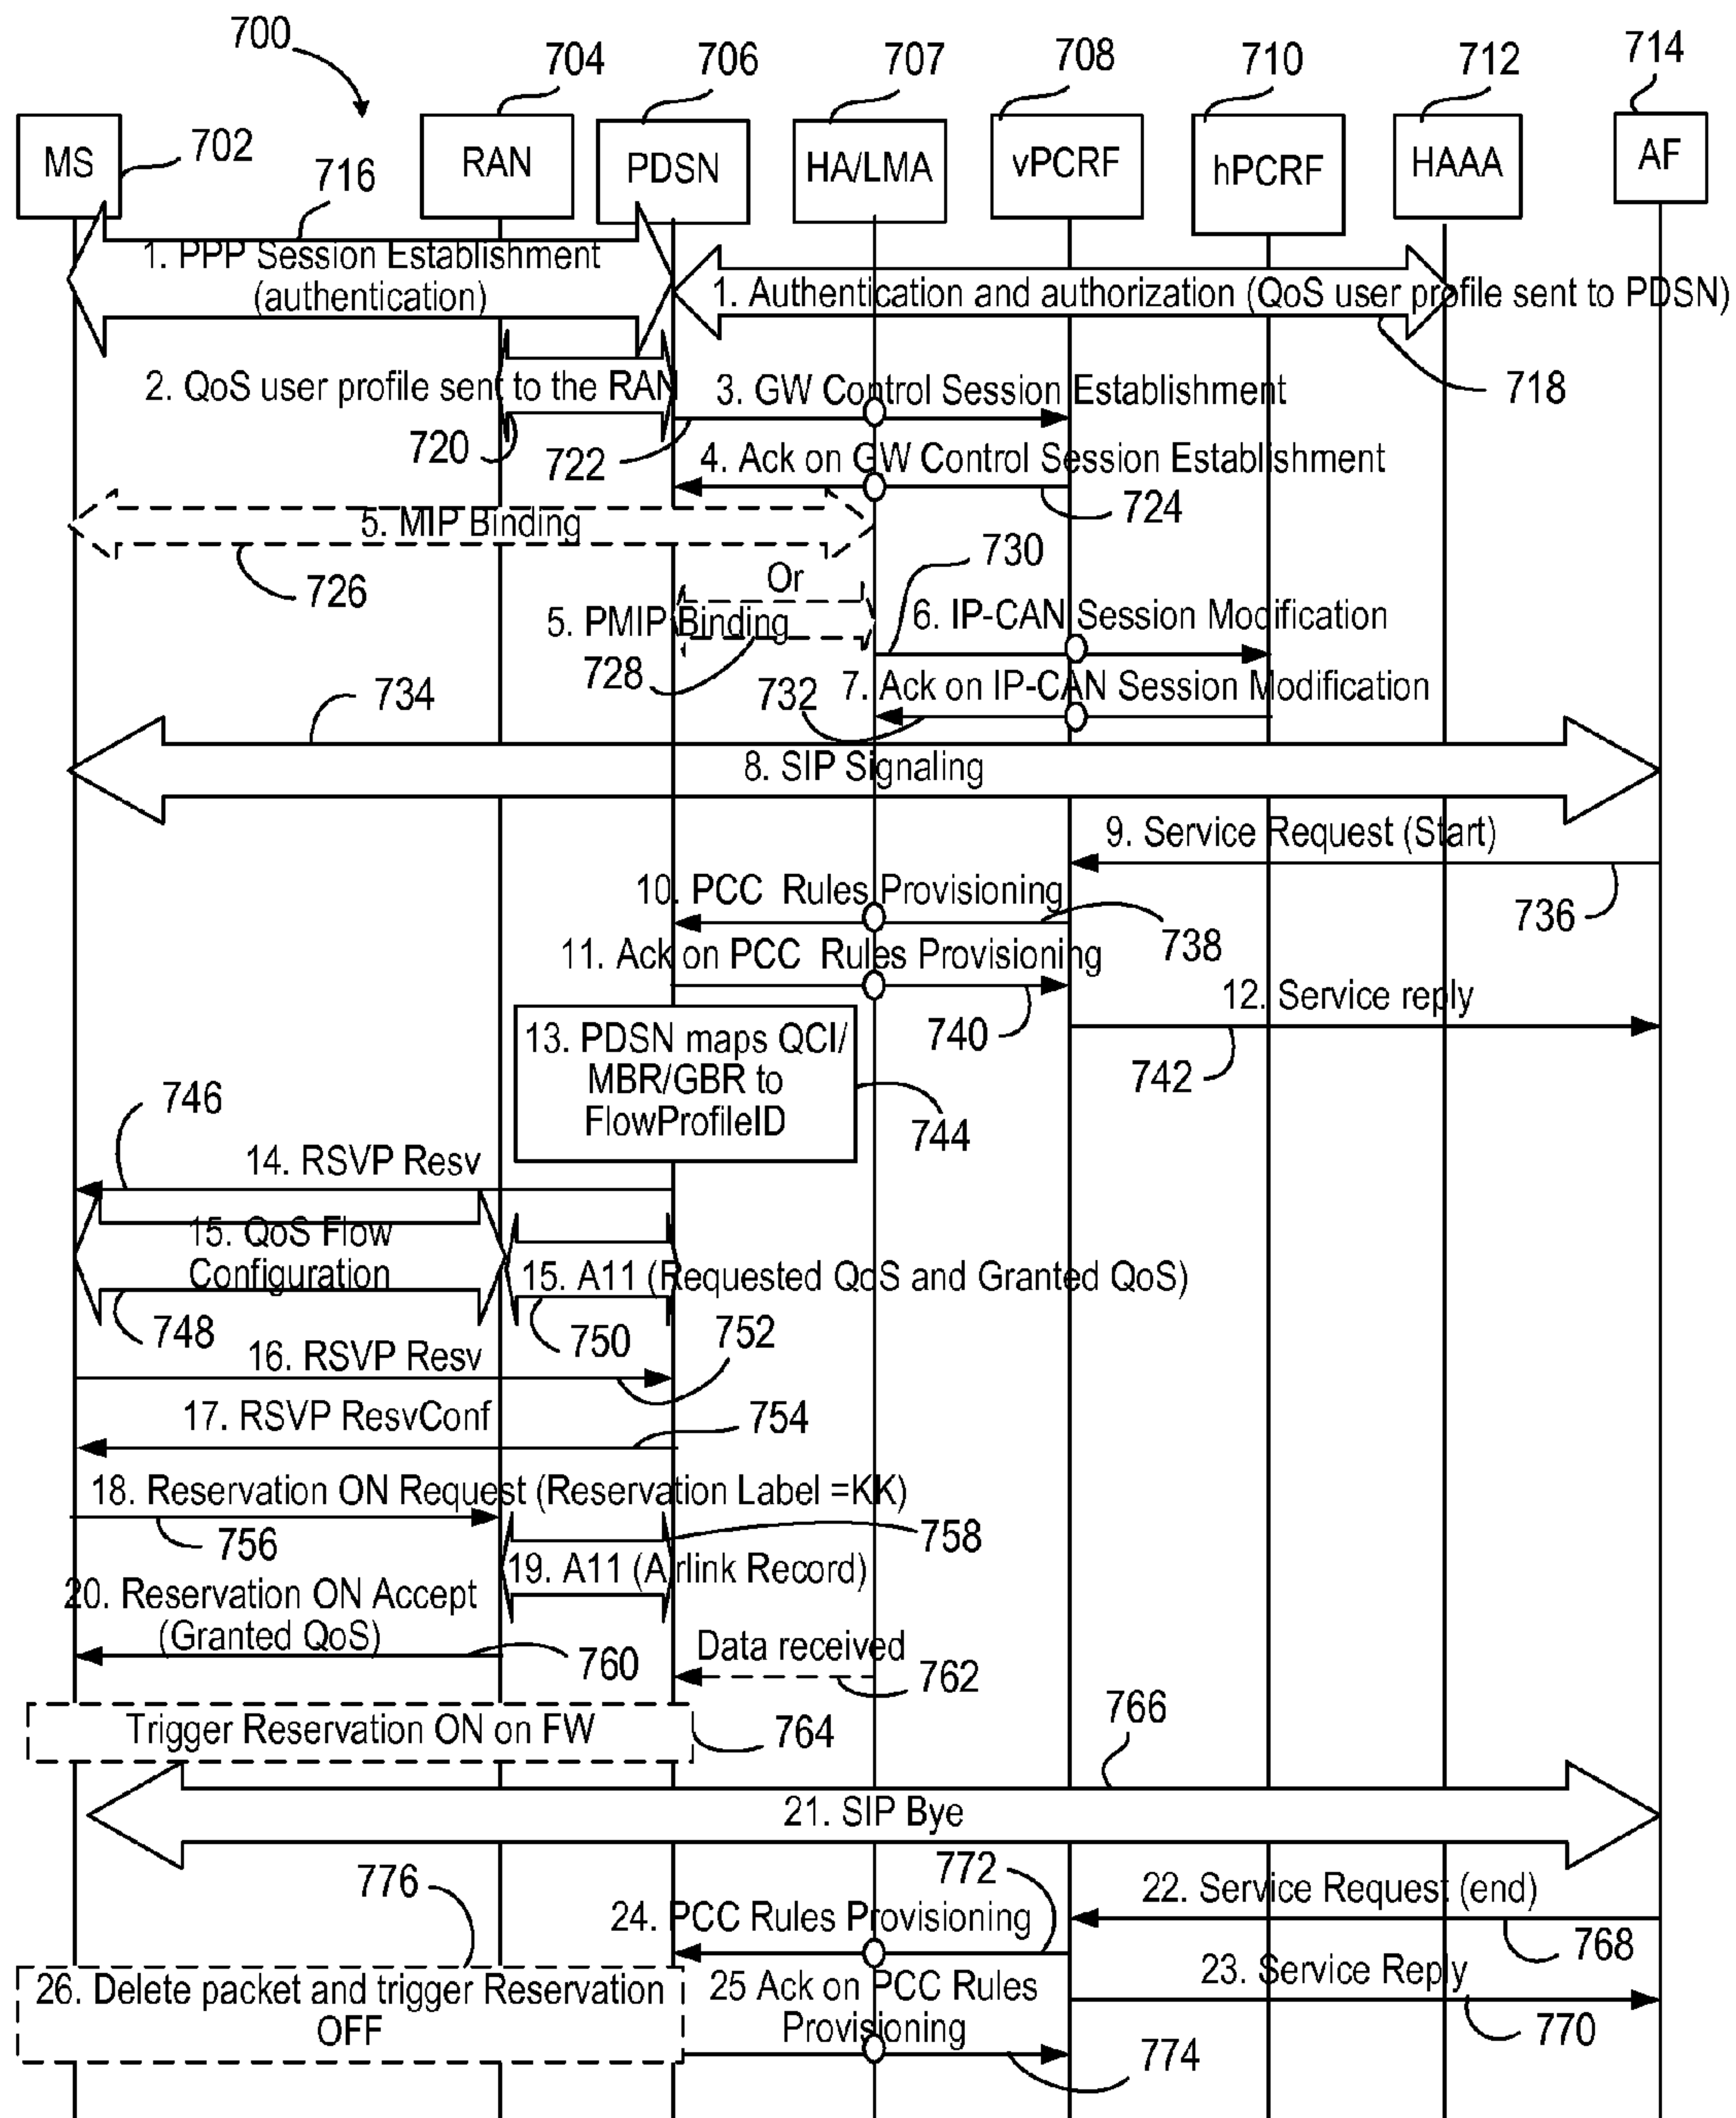 700
704
706
707
708
710
712
714
MS
702
RAN
PDSN
HA/LMA
vPCRF
hPCRF
HAAA
AF
716
1. PPP Session Establishment
(authentication)
1. Authentication and authorization (QoS user profile sent to PDSN)
718
2. QoS user profile sent to the RAN
720
3. GW Control Session Establishment
722
4. Ack on GW Control Session Establishment
724
5. MIP Binding
726
Or
730
5. PMIP Binding
728
6. IP-CAN Session Modification
7. Ack on IP-CAN Session Modification
732
734
8. SIP Signaling
9. Service Request (Start)
736
10. PCC Rules Provisioning
738
11. Ack on PCC Rules Provisioning
740
12. Service reply
742
13. PDSN maps QCI/
MBR/GBR to
FlowProfileID
744
746
14. RSVP Resv
15. QoS Flow
Configuration
748
15. A11 (Requested QoS and Granted QoS)
750
752
16. RSVP Resv
17. RSVP ResvConf
754
18. Reservation ON Request (Reservation Label =KK)
756
758
19. A11 (Airlink Record)
20. Reservation ON Accept
(Granted QoS)
760
Data received
762
Trigger Reservation ON on FW
764
766
21. SIP Bye
776
772
22. Service Request (end)
768
24. PCC Rules Provisioning
23. Service Reply
770
26. Delete packet and trigger Reservation
OFF
25 Ack on PCC Rules
Provisioning
774